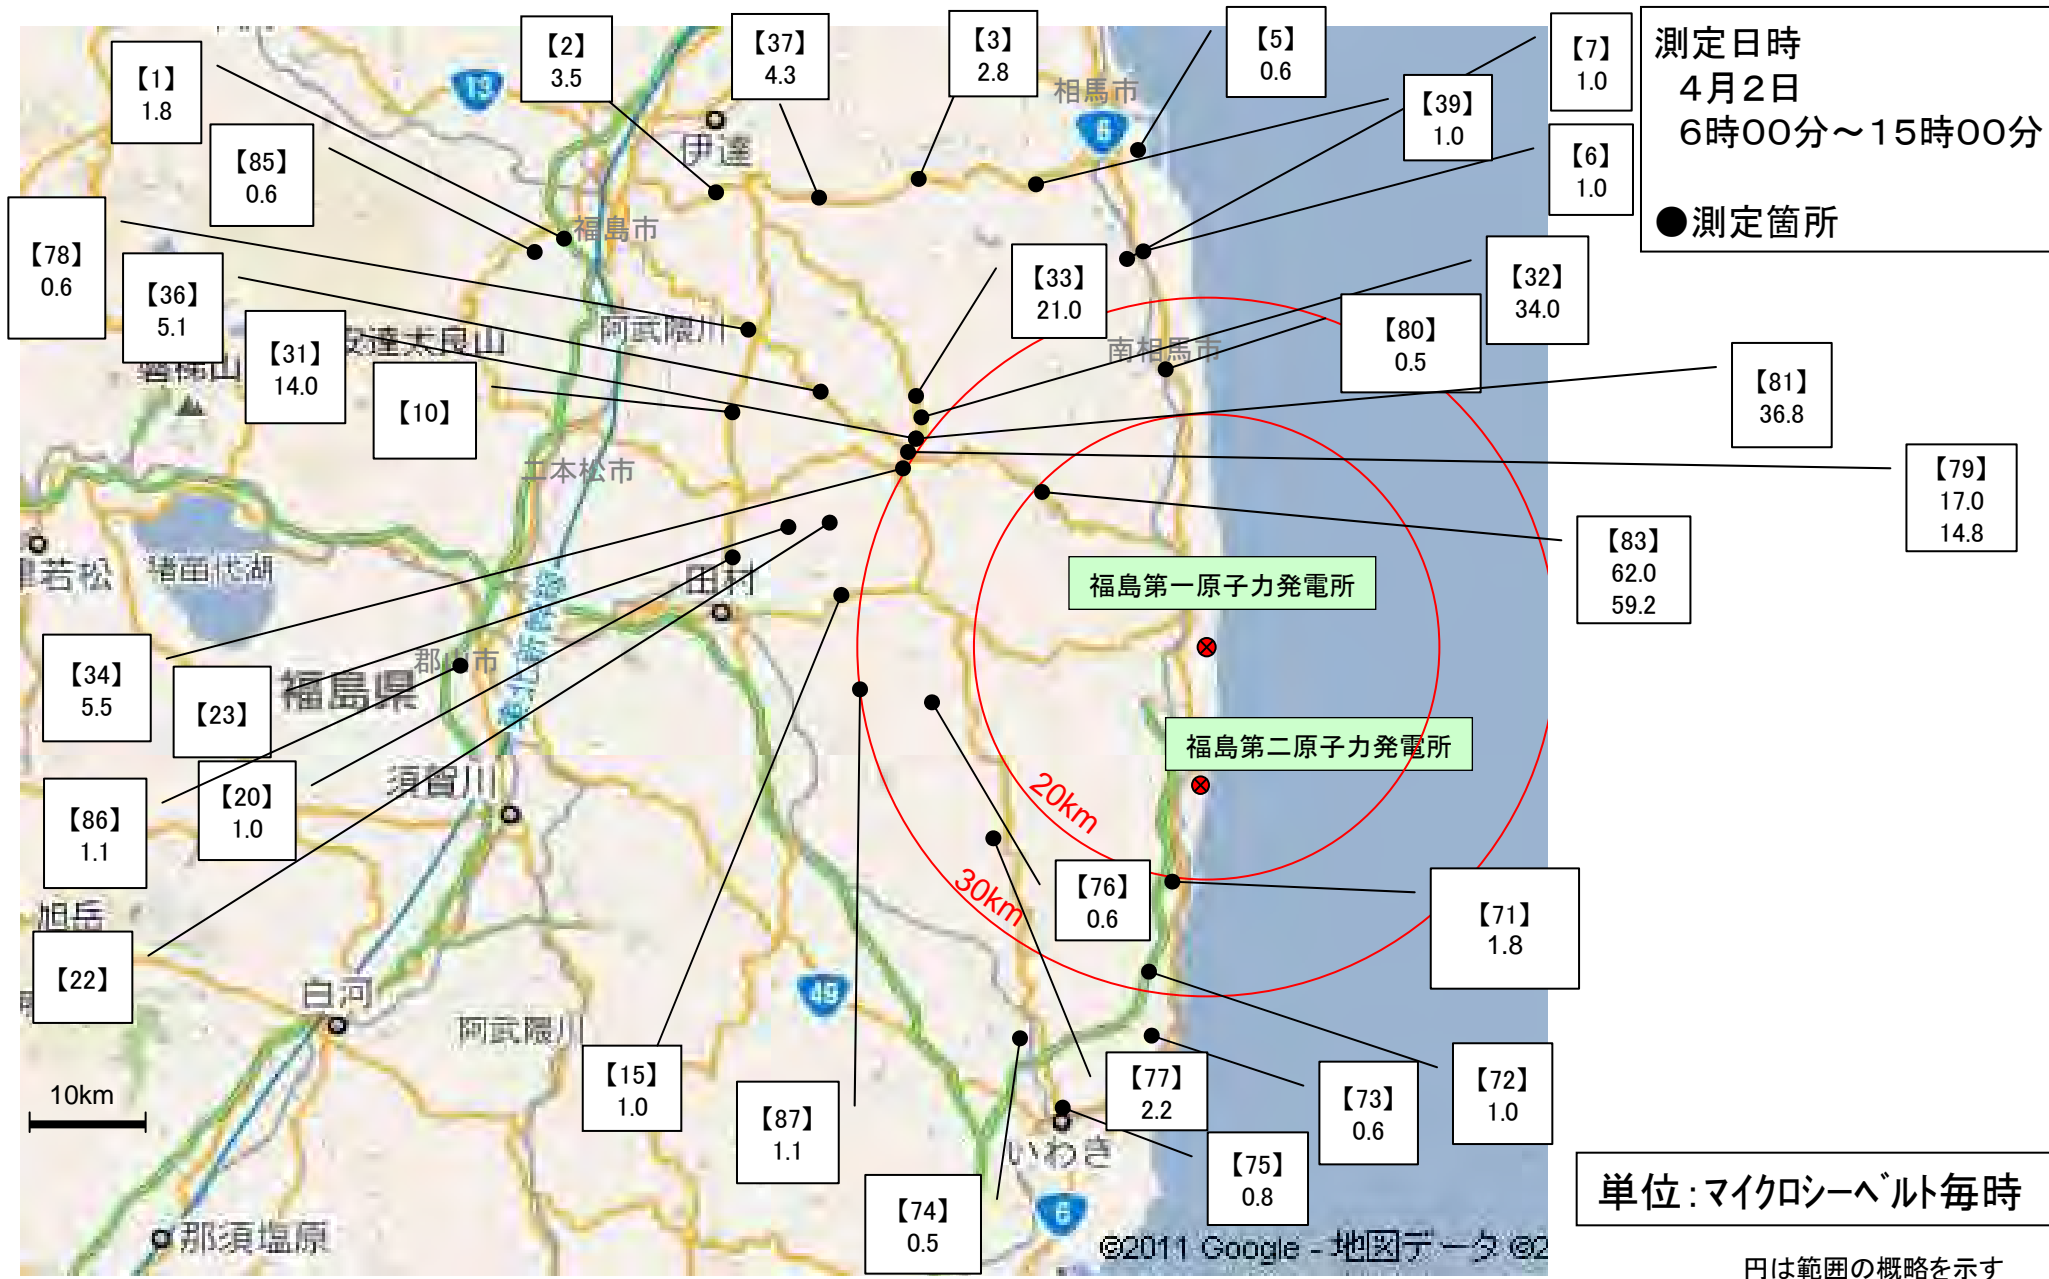 【1】
1.8
【2】
3.5
【37】
4.3
【3】
2.8
【5】
0.6
【7】
1.0
測定日時
4月2日
6時00分～15時00分
●測定箇所
13
伊達
相馬市
6
【39】
1.0
【6】
1.0
【85】
0.6
福島市
【78】
0.6
【36】
5.1
【31】
14.0
【10】
安達太良山
磐梯山
阿武隈川
【33】
21.0
【32】
34.0
【80】
0.5
南相馬市
【81】
36.8
【79】
17.0
14.8
【83】
62.0
59.2
二本松市
猪苗代湖
若松
田村
福島第一原子力発電所
【34】
5.5
【23】
郡山市
福島県
福島第二原子力発電所
【86】
1.1
【20】
1.0
須賀川
20km
30km
【76】
0.6
【71】
1.8
旭岳
【22】
白河
49
阿武隈川
10km
【15】
1.0
【87】
1.1
【77】
2.2
【73】
0.6
【72】
1.0
いわき
【75】
0.8
【74】
0.5
6
那須塩原
©2011 Google - 地図データ ©2
単位：マイクロシーベルト毎時
円は範囲の概略を示す